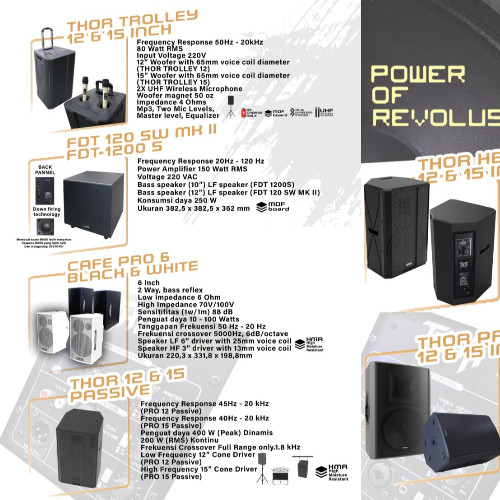 THOR TROLLEY
12 & 15 INCH
Frequency Response 50Hz - 20kHz
80 Watt RMS
Input Voltage 220V
12" Woofer with 65mm voice coil diameter
(THOR TROLLEY 12)
15" Woofer with 65mm voice coil diameter
(THOR TROLLEY 15)
2X UHF Wireless Microphone
Woofer magnet 50 oz
Impedance 4 Ohms
Mp3, Two Mic Levels,
Master level, Equalizer
MDF
board
UHF
FDT 120 SW MK II
FDT-1200 S
BACK
PANNEL
Down firing
technology
Frequency Response 20Hz - 120 Hz
Power Amplifier 150 Watt RMS
Voltage 220 VAC
Bass speaker (10") LF speaker (FDT 1200S)
Bass speaker (12") LF speaker (FDT 120 SW MK II)
Konsumsi daya 250 W
Ukuran 382,5 x 382,5 x 362 mm
MDF
board
CAFE PRO 6
BLACK & WHITE
6 Inch
2 Way, bass reflex
Low Impedance 6 Ohm
High Impedance 70V/100V
Sensitifitas (1w/1m) 88 dB
Penguat daya 10 - 100 Watts
Tanggapan Frekuensi 50 Hz - 20 Hz
Frekuensi crossover 5000Hz, 6dB/octave
Speaker LF 6" driver with 25mm voice coil
Speaker HF 3" driver with 13mm voice coil
Ukuran 220,3 x 331,8 x 198,8mm
HMR
High
Moisture
Resistant
THOR 12 & 15
PASSIVE
Frequency Response 45Hz - 20 kHz
(PRO 12 Passive)
Frequency Response 40Hz - 20 kHz
(PRO 15 Passive)
Penguat daya 400 W (Peak) Dinamis
200 W (RMS) Kontinu
Frekuensi Crossover Full Range only.1.8 kHz
Low Frequency 12" Cone Driver
(PRO 12 Passive)
High Frequency 15" Cone Driver
(PRO 15 Passive)
HMR
High
Moisture
Resistant
POWER
OF
REVOLUS
THOR HE
12 & 15 IN
THOR PR
12 & 15 IN